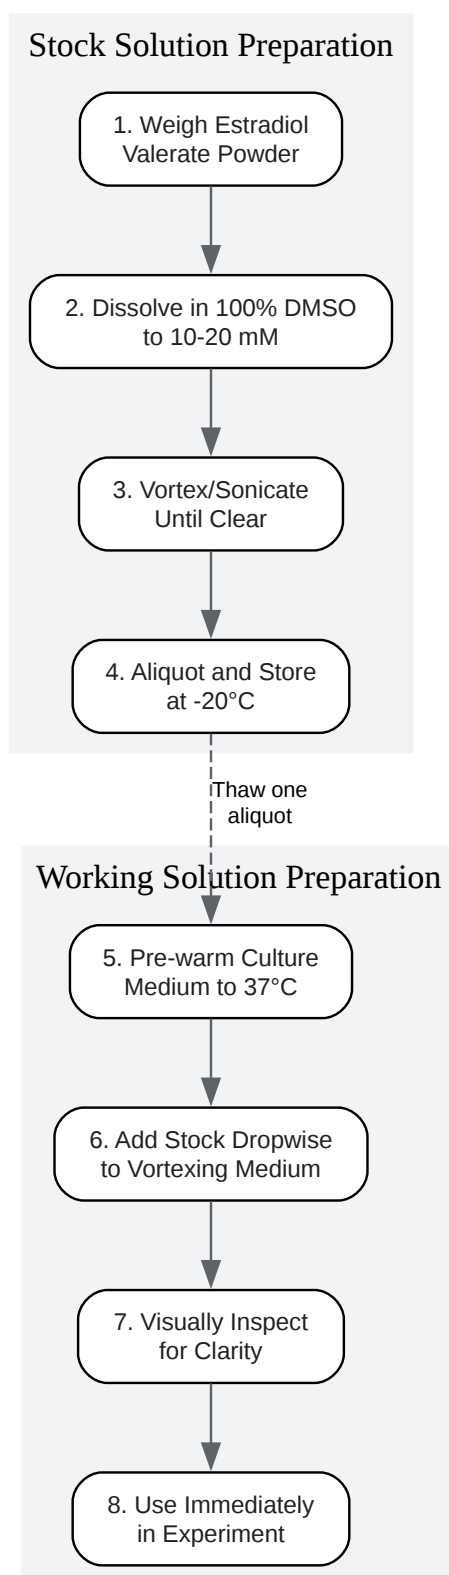 Stock Solution Preparation
1. Weigh Estradiol
Valerate Powder
2. Dissolve in 100% DMSO
to 10-20 mM
3. Vortex/Sonicate
Until Clear
4. Aliquot and Store
at -20°C
Thaw one
aliquot
Working Solution Preparation
5. Pre-warm Culture
Medium to 37°C
6. Add Stock Dropwise
to Vortexing Medium
7. Visually Inspect
for Clarity
8. Use Immediately
in Experiment